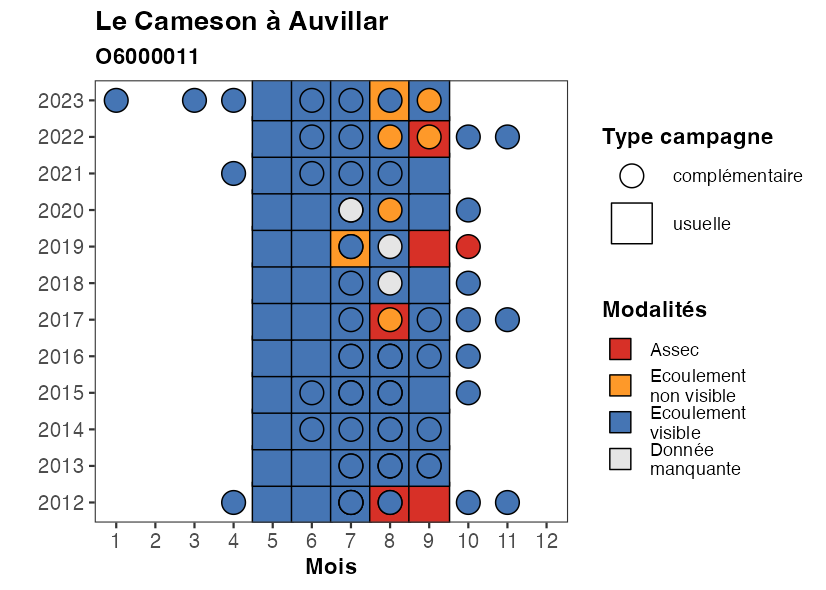 Le Cameson à Auvillar
O6000011
2023
2022
2021
2020
2019
2018
2017
2016
2015
2014
2013
2012
1 2 3 4 5 6 7 8 9 10 11 12
Mois
Type campagne
complémentaire
usuelle
Modalités
Assec
Ecoulement
non visible
Ecoulement
visible
Donnée
manquante